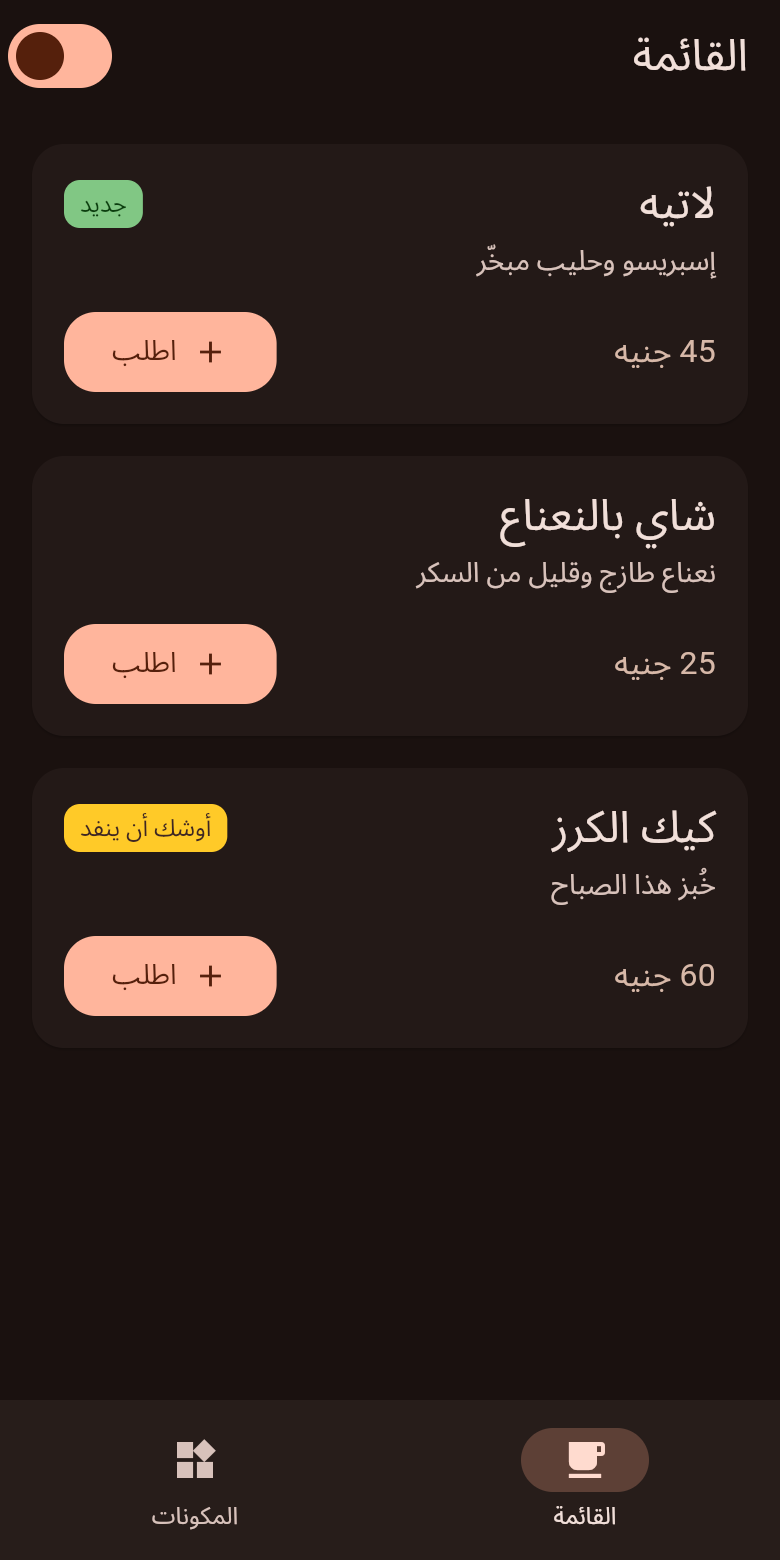 القائمة
لاتيه
جديد
إسبريسو وحليب مبخّر
45 جنيه
+ اطلب
شاي بالنعناع
نعناع طازج وقليل من السكر
25 جنيه
+ اطلب
كيك الكرز
أوشك أن ينفد
خُبز هذا الصباح
60 جنيه
+ اطلب
القائمة
المكونات